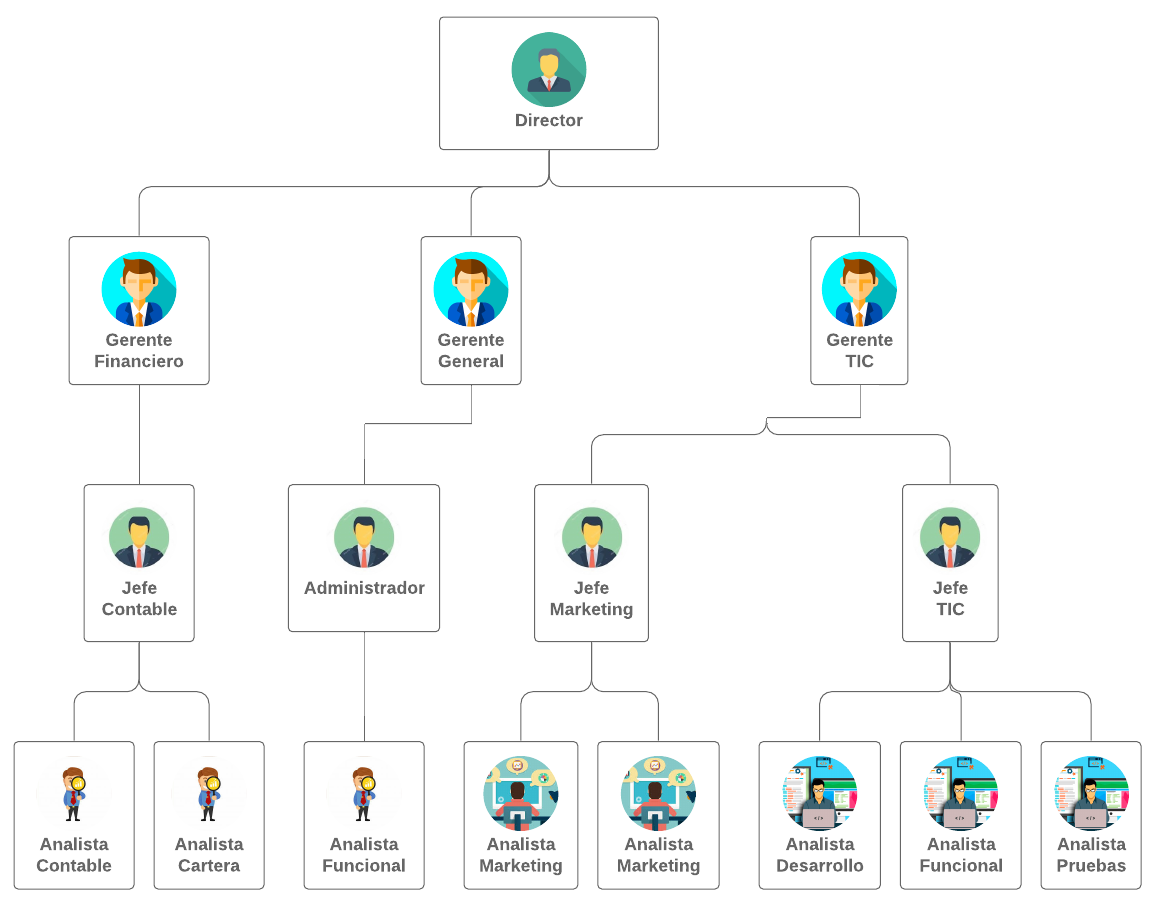 Director
Gerente
Financiero
Gerente
General
Gerente
TIC
Jefe
Contable
Administrador
Jefe
Marketing
Jefe
TIC
Analista
Contable
Analista
Cartera
Analista
Funcional
Analista
Marketing
Analista
Marketing
Analista
Desarrollo
Analista
Funcional
Analista
Pruebas